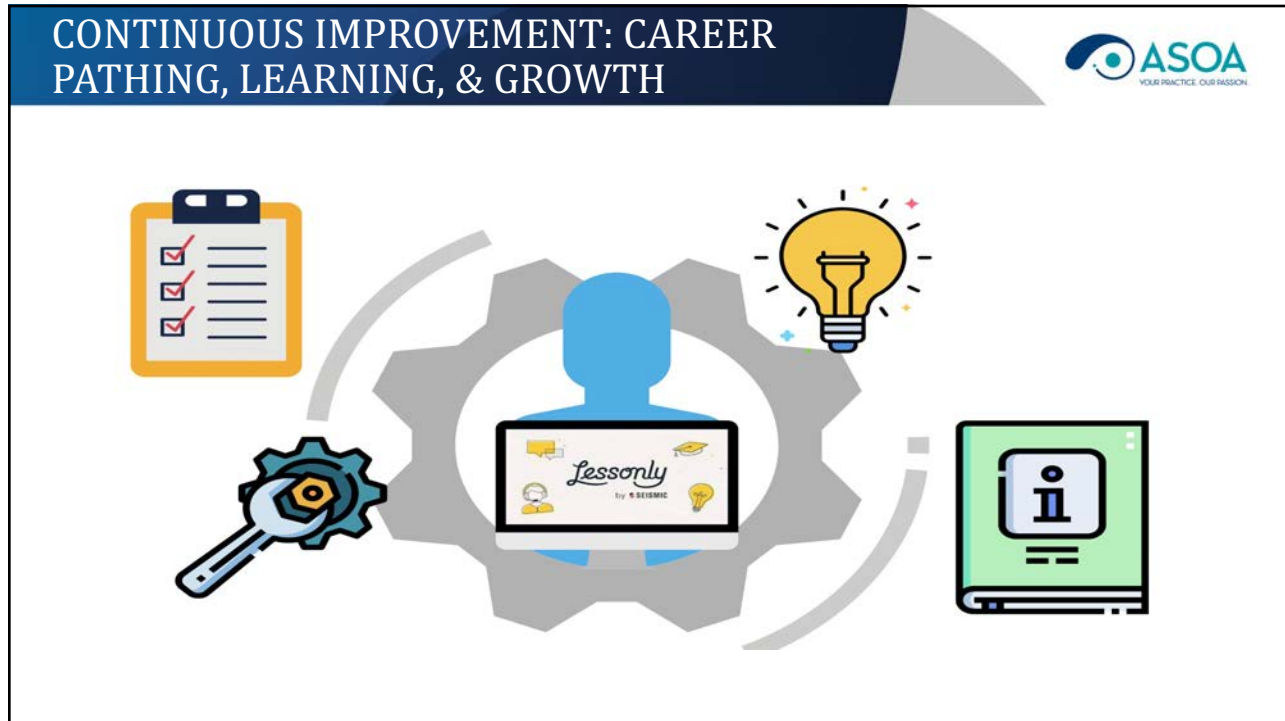 CONTINUOUS IMPROVEMENT: CAREER
PATHING, LEARNING, & GROWTH
ASOA
YOUR PRACTICE. OUR PASSION.
Lessonly
by SEISMIC
i